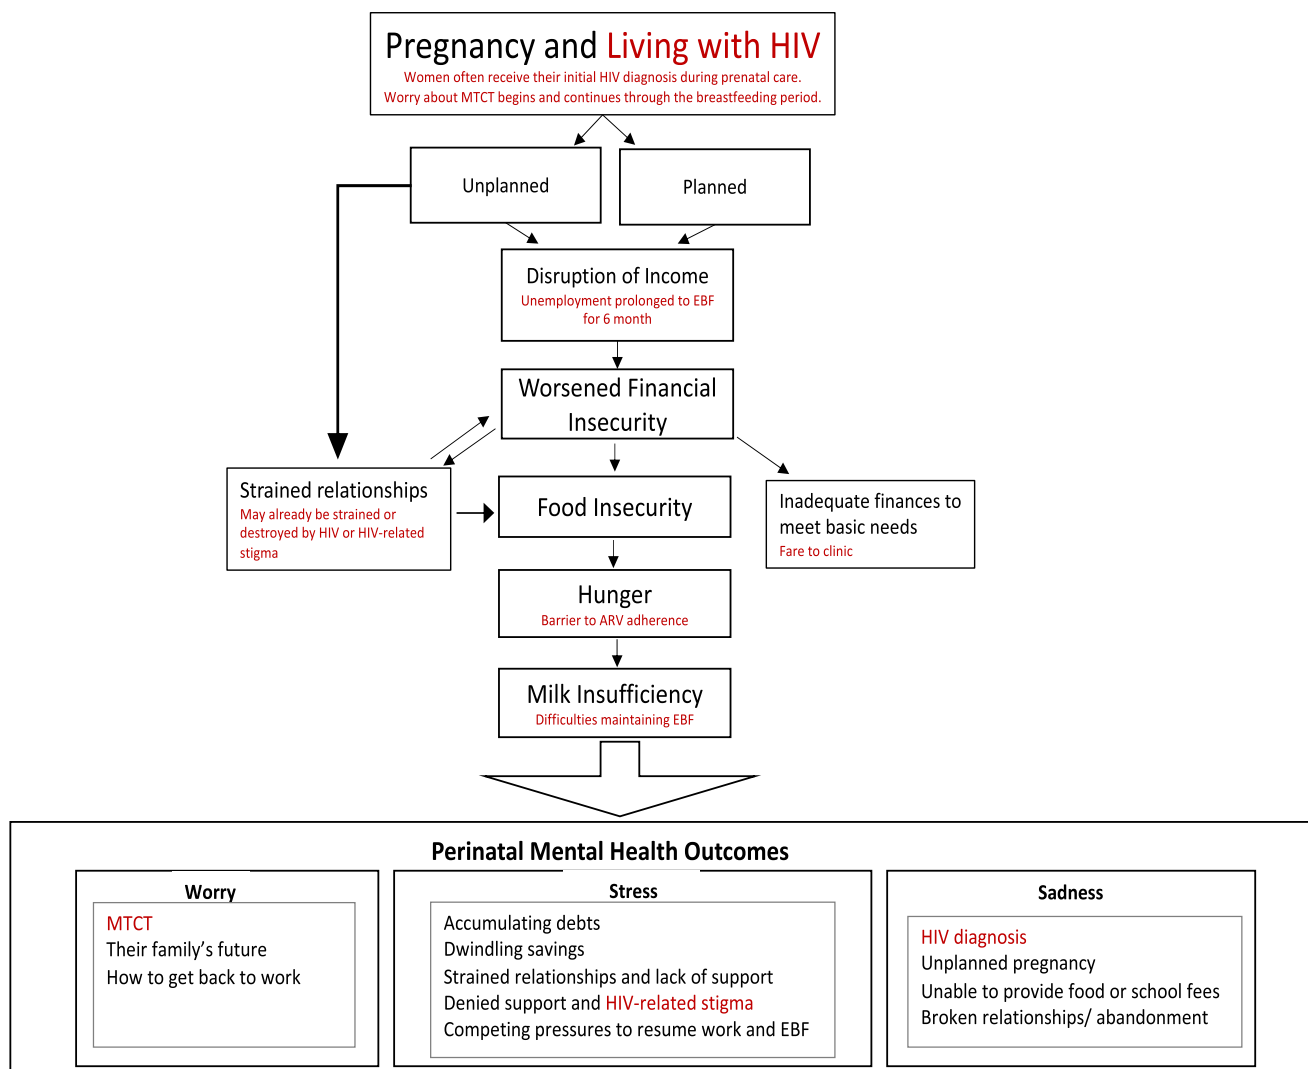 Pregnancy and Living with HIV
Women often receive their initial HIV diagnosis during prenatal care.
Worry about MTCT begins and continues through the breastfeeding period.
Unplanned
Planned
Disruption of Income
Unemployment prolonged to EBF
for 6 month
Worsened Financial
Insecurity
Strained relationships
May already be strained or
destroyed by HIV or HIV-related
stigma
Food Insecurity
Inadequate finances to
meet basic needs
Fare to clinic
Hunger
Barrier to ARV adherence
Milk Insufficiency
Difficulties maintaining EBF
Perinatal Mental Health Outcomes
Worry
MTCT
Their family’s future
How to get back to work
Stress
Accumulating debts
Dwindling savings
Strained relationships and lack of support
Denied support and HIV-related stigma
Competing pressures to resume work and EBF
Sadness
HIV diagnosis
Unplanned pregnancy
Unable to provide food or school fees
Broken relationships/ abandonment